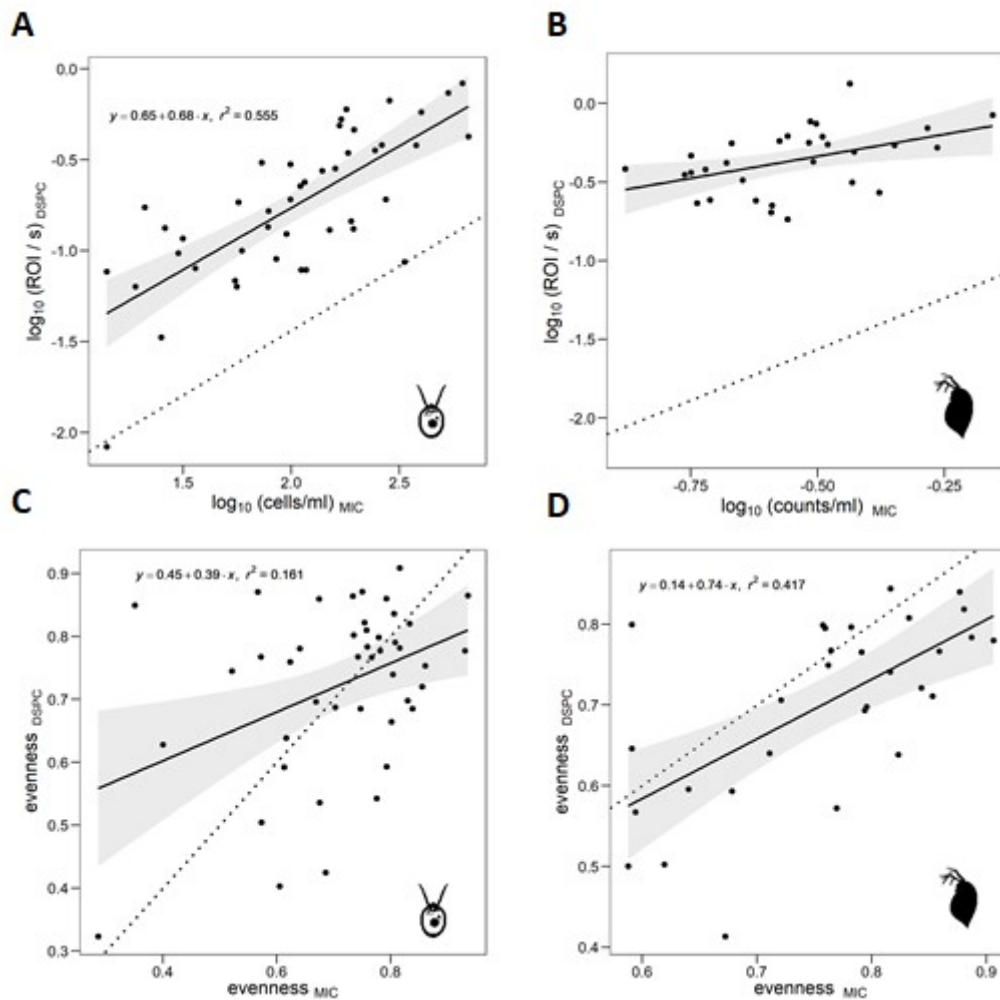 A
0.0
-0.5
-1.0
-1.5
-2.0
log10 (ROI / s) DSPC
y = 0.65 + 0.68 · x, r2 = 0.555
1.5 2.0 2.5
log10 (cells/ml) MIC
B
0.0
-0.5
-1.0
-1.5
-2.0
log10 (ROI / s) DSPC
-0.75 -0.50 -0.25
log10 (counts/ml) MIC
C
0.9
0.8
0.7
0.6
0.5
0.4
0.3
evenness DSPC
y = 0.45 + 0.39 · x, r2 = 0.161
0.4 0.6 0.8
evenness MIC
D
0.8
0.7
0.6
0.5
0.4
evenness DSPC
y = 0.14 + 0.74 · x, r2 = 0.417
0.6 0.7 0.8 0.9
evenness MIC